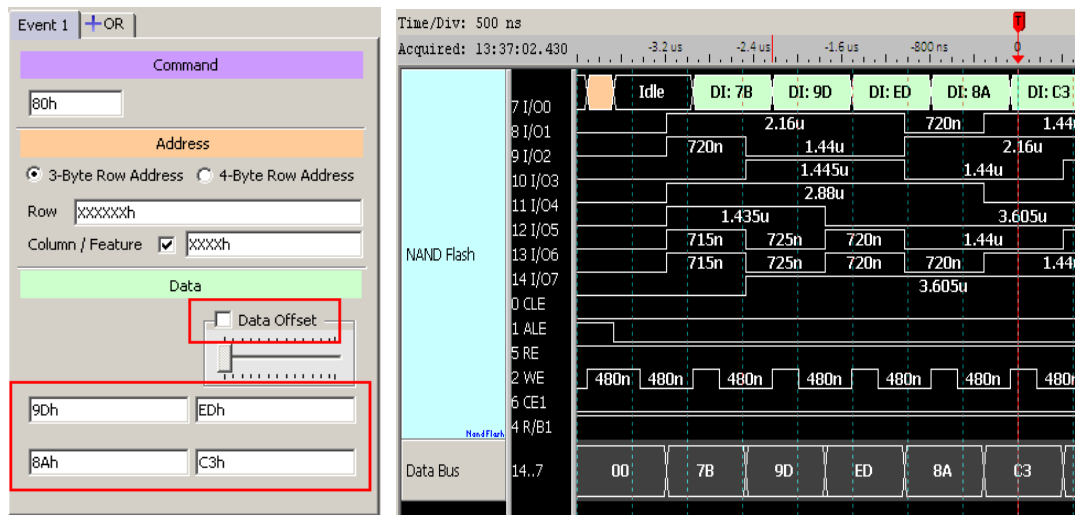 Event 1 +OR
Command
80h
Address
3-Byte Row Address 4-Byte Row Address
Row XXXXXXh
Column / Feature XXXXh
Data
Data Offset
9Dh EDh
8Ah C3h
Time/Div: 500 ns
Acquired: 13:37:02.430 -3.2 us -2.4 us -1.6 us -800 ns 0
T
Idle DI: 7B DI: 9D DI: ED DI: 8A DI: C3
7 I/O0
2.16u 720n 1.44
8 I/O1
720n 1.44u 2.16u
9 I/O2
1.445u 1.44u
10 I/O3
2.88u
11 I/O4
1.435u 3.605u
12 I/O5
715n 725n 720n 1.44u
NAND Flash 13 I/O6
715n 725n 720n 720n 1.44
14 I/O7
3.605u
0 CLE
1 ALE
5 RE
2 WE 480n 480n 480n 480n 480n 480n 480n
6 CE1
4 R/B1
NandFlash
Data Bus 14..7 00 7B 9D ED 8A C3